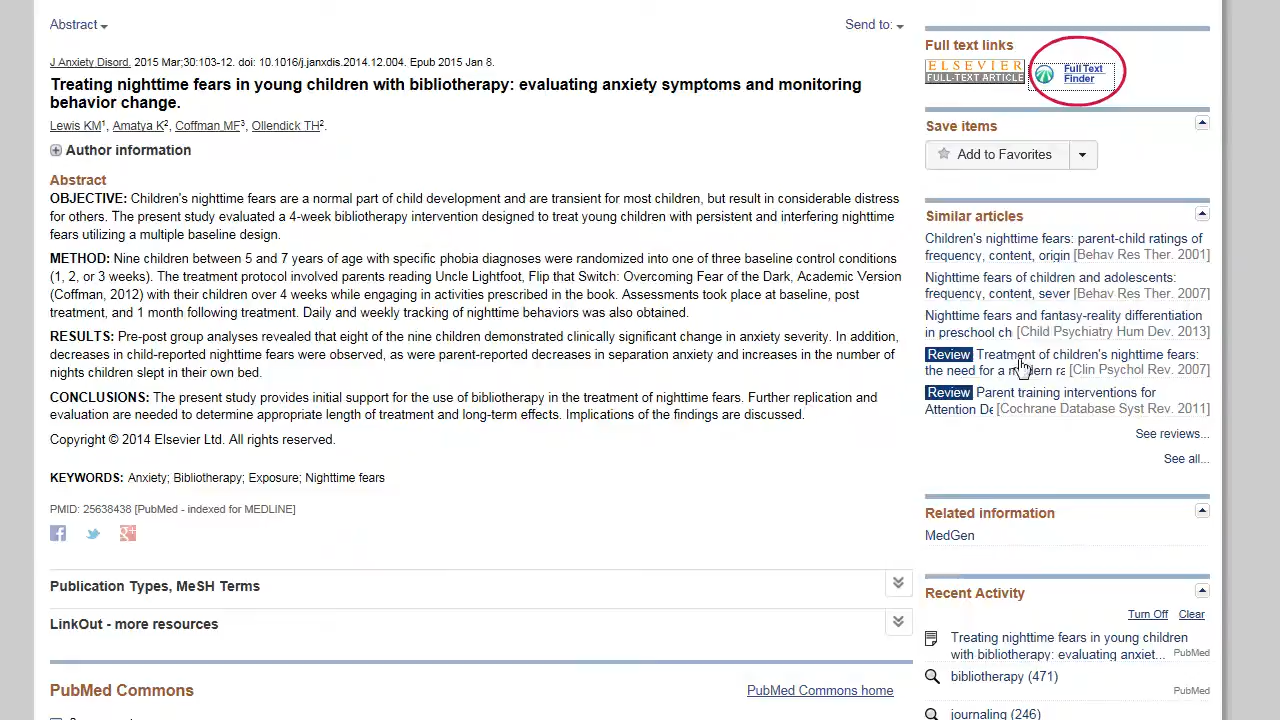 Abstract
Send to:
J Anxiety Disord. 2015 Mar;30:103-12. doi: 10.1016/j.janxdis.2014.12.004. Epub 2015 Jan 8.
Treating nighttime fears in young children with bibliotherapy: evaluating anxiety symptoms and monitoring
behavior change.
Lewis KM1, Amatya K2, Coffman MF3, Ollendick TH2.
Author information
Abstract
OBJECTIVE: Children's nighttime fears are a normal part of child development and are transient for most children, but result in considerable distress
for others. The present study evaluated a 4-week bibliotherapy intervention designed to treat young children with persistent and interfering nighttime
fears utilizing a multiple baseline design.
METHOD: Nine children between 5 and 7 years of age with specific phobia diagnoses were randomized into one of three baseline control conditions
(1, 2, or 3 weeks). The treatment protocol involved parents reading Uncle Lightfoot, Flip that Switch: Overcoming Fear of the Dark, Academic Version
(Coffman, 2012) with their children over 4 weeks while engaging in activities prescribed in the book. Assessments took place at baseline, post
treatment, and 1 month following treatment. Daily and weekly tracking of nighttime behaviors was also obtained.
RESULTS: Pre-post group analyses revealed that eight of the nine children demonstrated clinically significant change in anxiety severity. In addition,
decreases in child-reported nighttime fears were observed, as were parent-reported decreases in separation anxiety and increases in the number of
nights children slept in their own bed.
CONCLUSIONS: The present study provides initial support for the use of bibliotherapy in the treatment of nighttime fears. Further replication and
evaluation are needed to determine appropriate length of treatment and long-term effects. Implications of the findings are discussed.
Copyright © 2014 Elsevier Ltd. All rights reserved.
KEYWORDS: Anxiety; Bibliotherapy; Exposure; Nighttime fears
PMID: 25638438 [PubMed - indexed for MEDLINE]
Publication Types, MeSH Terms
LinkOut - more resources
PubMed Commons
PubMed Commons home
Full text links
ELSEVIER
FULL-TEXT ARTICLE
Full Text
Finder
Save items
Add to Favorites
Similar articles
Children's nighttime fears: parent-child ratings of
frequency, content, origin [Behav Res Ther. 2001]
Nighttime fears of children and adolescents:
frequency, content, sever [Behav Res Ther. 2007]
Nighttime fears and fantasy-reality differentiation
in preschool ch [Child Psychiatry Hum Dev. 2013]
Review Treatment of children's nighttime fears:
the need for a modern ra [Clin Psychol Rev. 2007]
Review Parent training interventions for
Attention De [Cochrane Database Syst Rev. 2011]
See reviews...
See all...
Related information
MedGen
Recent Activity
Turn Off Clear
Treating nighttime fears in young children
with bibliotherapy: evaluating anxiet... PubMed
bibliotherapy (471)
PubMed
journaling (246)